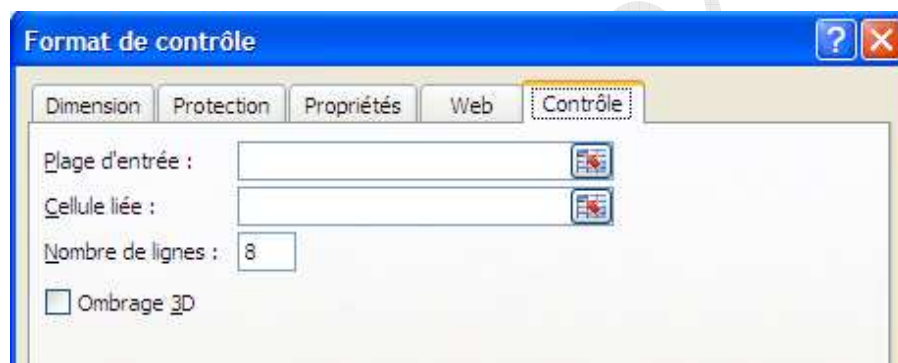 Format de contrôle
Dimension Protection Propriétés Web Contrôle
Plage d'entrée :
Cellule liée :
Nombre de lignes : 8
Ombrage 3D